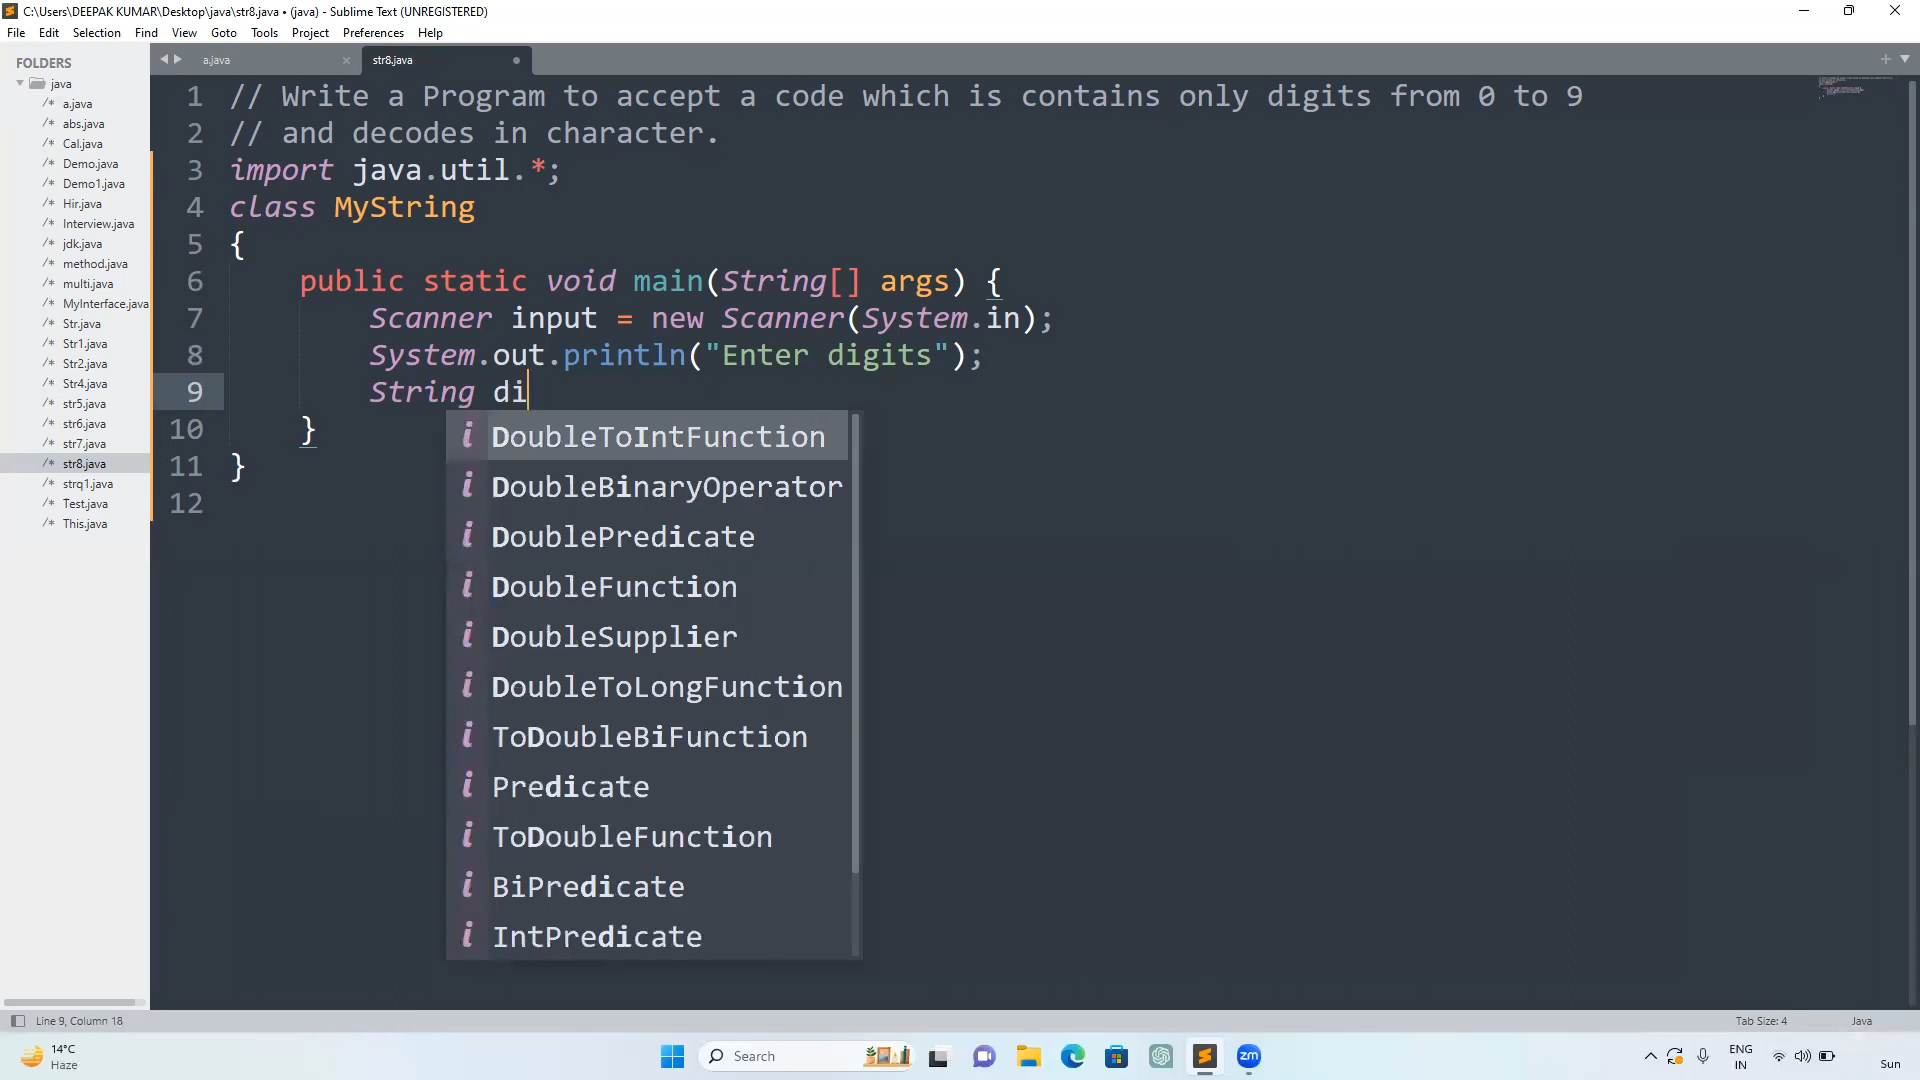 C:\Users\DEEPAK KUMAR\Desktop\java\str8.java • (java) - Sublime Text (UNREGISTERED)
File Edit Selection Find View Goto Tools Project Preferences Help
FOLDERS
java
a.java
abs.java
Cal.java
Demo.java
Demo1.java
Hir.java
Interview.java
jdk.java
method.java
multi.java
MyInterface.java
Str.java
Str1.java
Str2.java
Str4.java
str5.java
str6.java
str7.java
str8.java
strq1.java
Test.java
This.java
a.java str8.java
1 // Write a Program to accept a code which is contains only digits from 0 to 9
2 // and decodes in character.
3 import java.util.*;
4 class MyString
5 {
6 public static void main(String[] args) {
7 Scanner input = new Scanner(System.in);
8 System.out.println("Enter digits");
9 String di
10 }
11 }
12
i DoubleToIntFunction
i DoubleBinaryOperator
i DoublePredicate
i DoubleFunction
i DoubleSupplier
i DoubleToLongFunction
i ToDoubleBiFunction
i Predicate
i ToDoubleFunction
i BiPredicate
i IntPredicate
Line 9, Column 18 Tab Size: 4 Java
14°C
Haze
Search
zm
ENG
IN
Sun